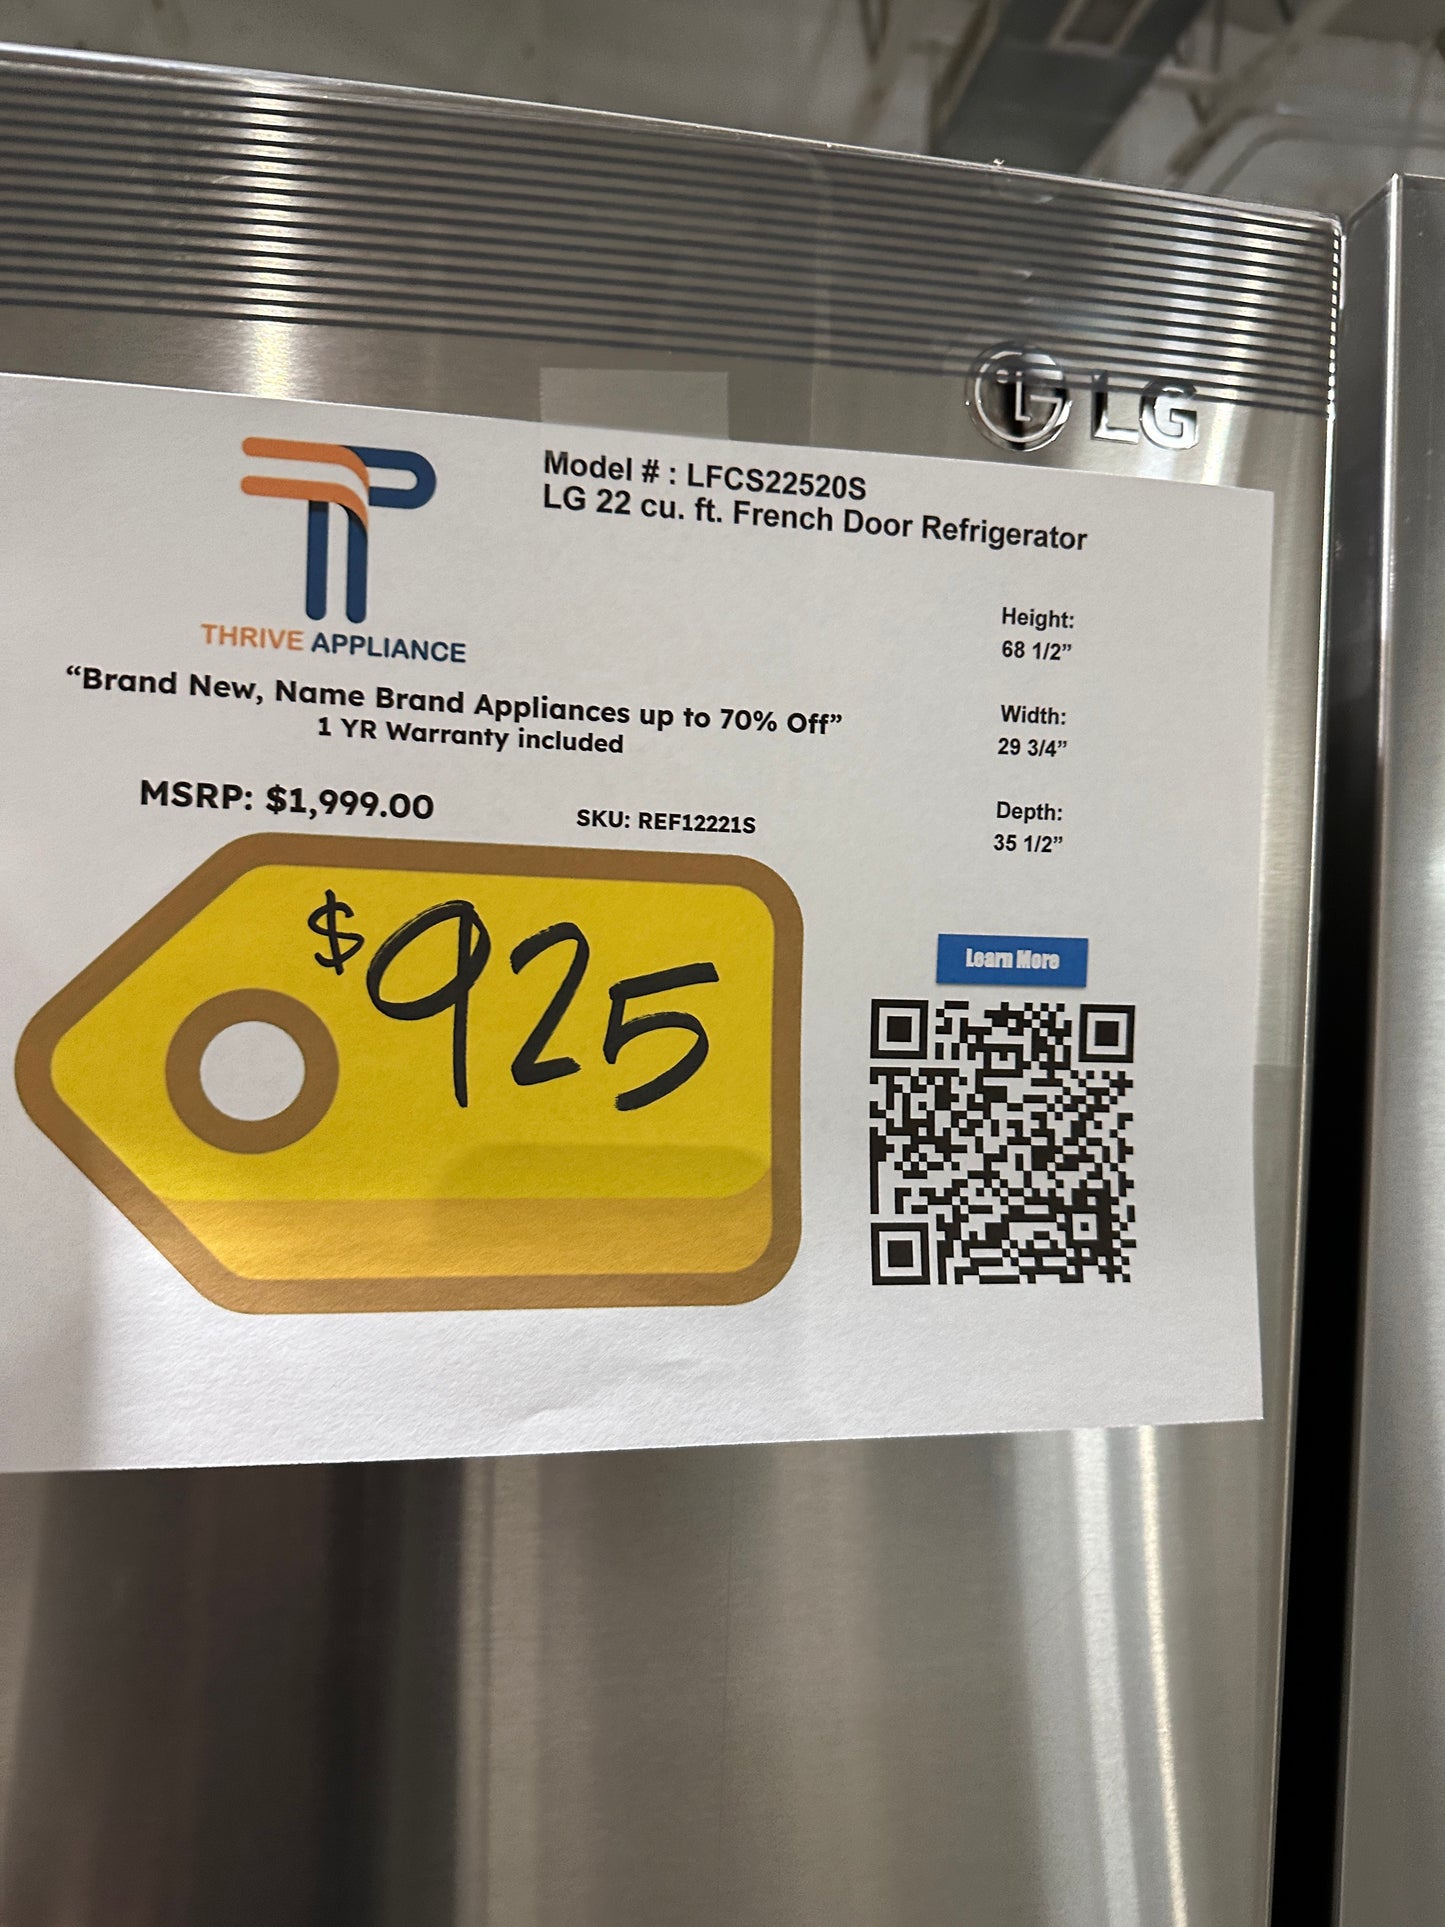 LG
Model # : LFCS22520S
LG 22 cu. ft. French Door Refrigerator
THRIVE APPLIANCE
“Brand New, Name Brand Appliances up to 70% Off”
1 YR Warranty included
MSRP: $1,999.00
SKU: REF12221S
$925
Height:
68 1/2”
Width:
29 3/4”
Depth:
35 1/2”
Learn More